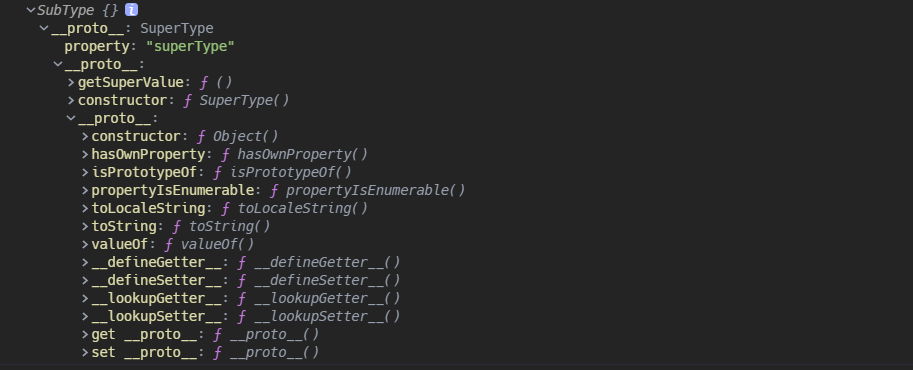 SubType {} i
__proto__: SuperType
property: "superType"
__proto__:
getSuperValue: ƒ ()
constructor: ƒ SuperType()
__proto__:
constructor: ƒ Object()
hasOwnProperty: ƒ hasOwnProperty()
isPrototypeOf: ƒ isPrototypeOf()
propertyIsEnumerable: ƒ propertyIsEnumerable()
toLocaleString: ƒ toLocaleString()
toString: ƒ toString()
valueOf: ƒ valueOf()
__defineGetter__: ƒ __defineGetter__()
__defineSetter__: ƒ __defineSetter__()
__lookupGetter__: ƒ __lookupGetter__()
__lookupSetter__: ƒ __lookupSetter__()
get __proto__: ƒ __proto__()
set __proto__: ƒ __proto__()